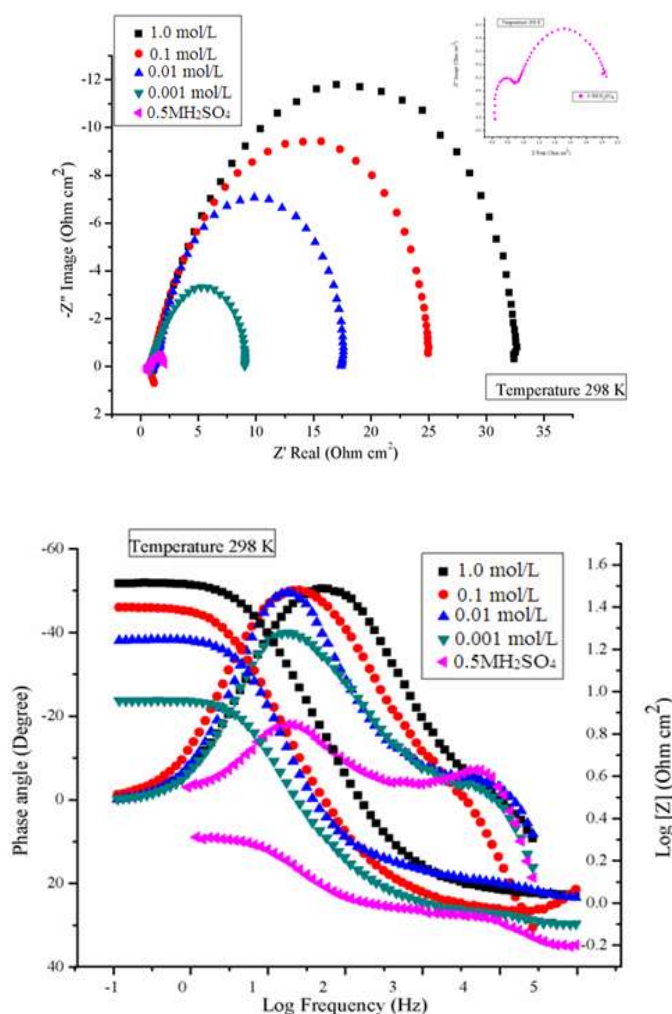 1.0 mol/L
0.1 mol/L
0.01 mol/L
0.001 mol/L
0.5MH₂SO₄
Temperature 298 K
-Z" Image (Ohm cm²)
-12
-10
-8
-6
-4
-2
0
2
0 5 10 15 20 25 30 35
Z' Real (Ohm cm²)
Temperature 298 K
Temperature 298 K
1.0 mol/L
0.1 mol/L
0.01 mol/L
0.001 mol/L
0.5MH₂SO₄
Phase angle (Degree)
-60
-40
-20
0
20
40
1.6
1.4
1.2
1.0
0.8
0.6
0.4
0.2
0.0
-0.2
Log [Z] (Ohm cm²)
-1 0 1 2 3 4 5
Log Frequency (Hz)